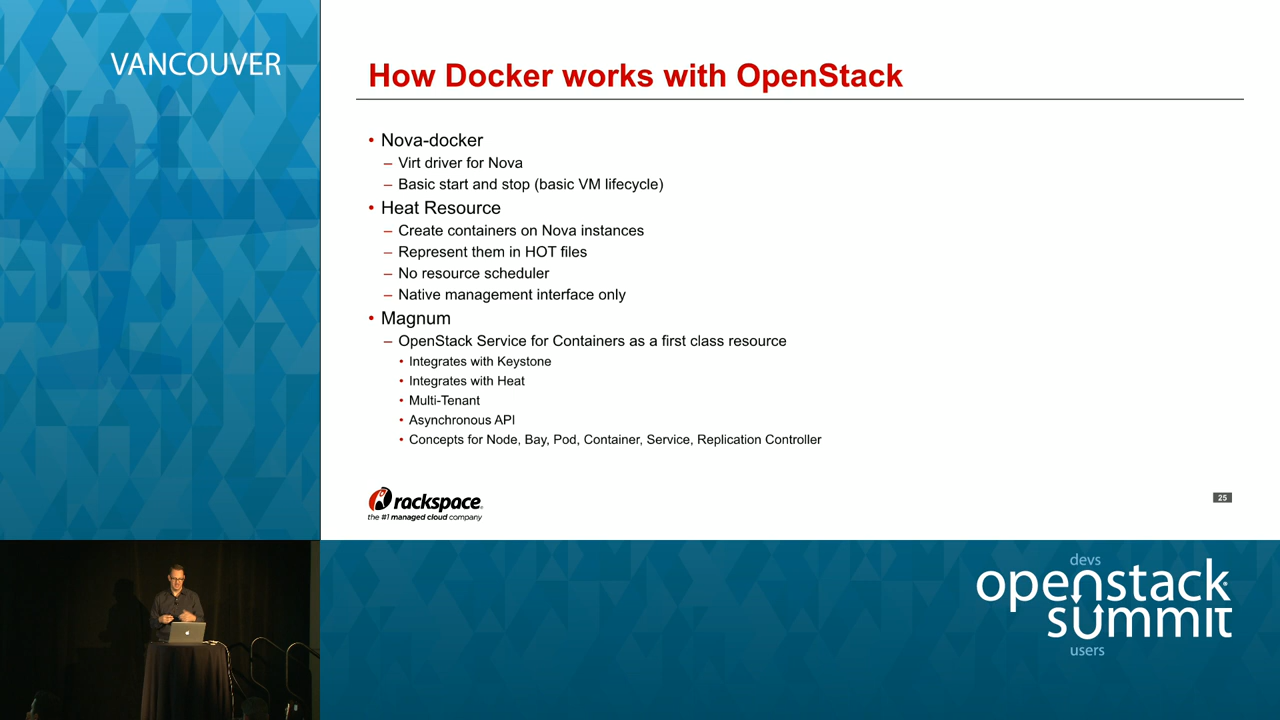 VANCOUVER
How Docker works with OpenStack
• Nova-docker
– Virt driver for Nova
– Basic start and stop (basic VM lifecycle)
• Heat Resource
– Create containers on Nova instances
– Represent them in HOT files
– No resource scheduler
– Native management interface only
• Magnum
– OpenStack Service for Containers as a first class resource
• Integrates with Keystone
• Integrates with Heat
• Multi-Tenant
• Asynchronous API
• Concepts for Node, Bay, Pod, Container, Service, Replication Controller
rackspace
the #1 managed cloud company
25
devs
openstack
summit
users